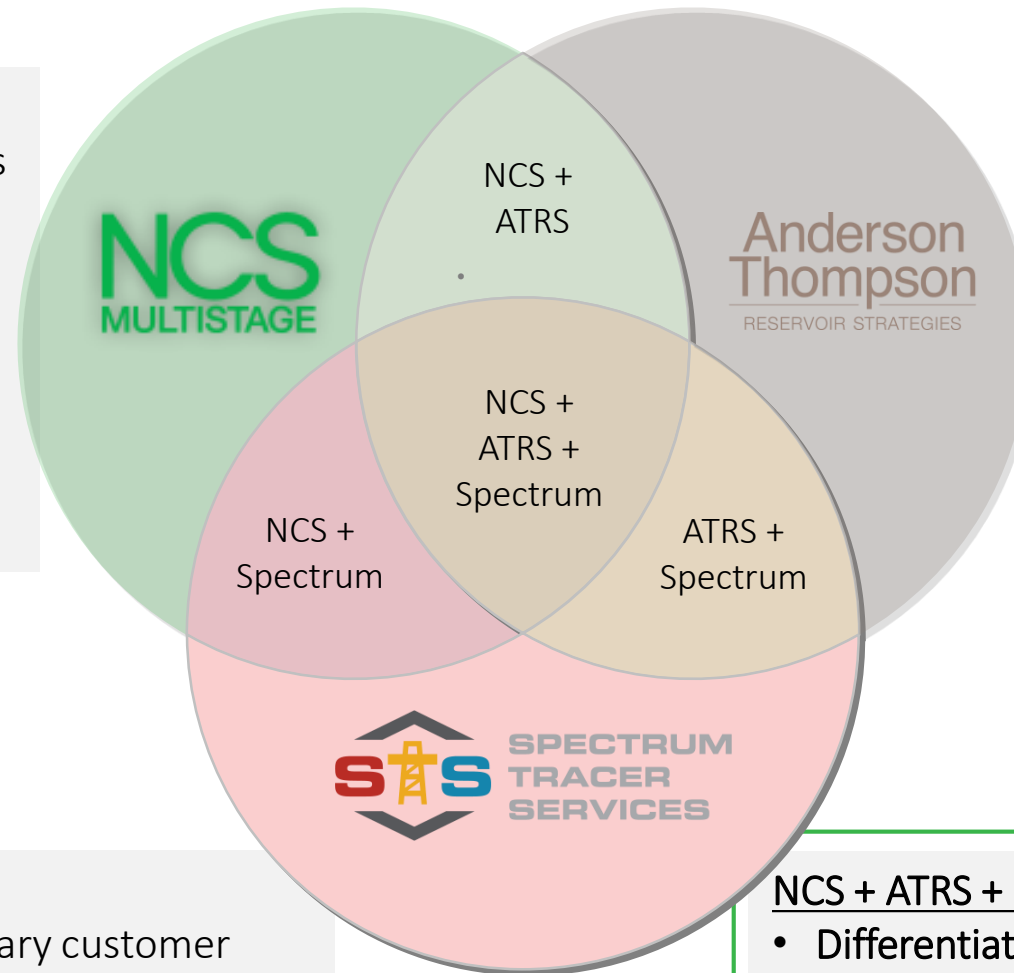 s
NCS +
ATRS
NCS
MULTISTAGE
Anderson
Thompson
RESERVOIR STRATEGIES
NCS +
ATRS +
Spectrum
NCS +
Spectrum
ATRS +
Spectrum
STS
SPECTRUM
TRACER
SERVICES
NCS + ATRS +
ary customer
• Differentiat